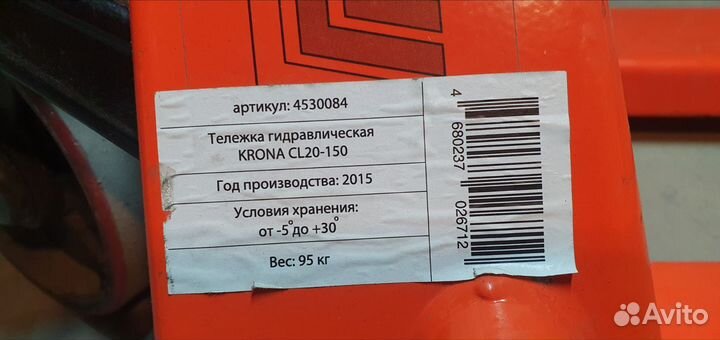 артикул: 4530084
Тележка гидравлическая
KRONA CL20-150
Год производства: 2015
Условия хранения:
от -5° до +30°
Вес: 95 кг
4 680237 026712
Avito